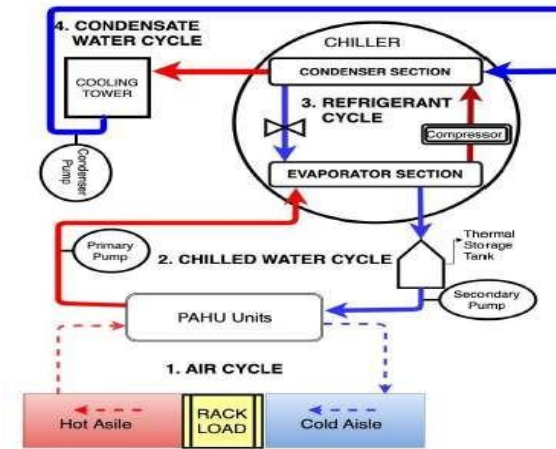 4. CONDENSATE
WATER CYCLE
CHILLER
COOLING
TOWER
CONDENSER SECTION
3. REFRIGERANT
CYCLE
Compressor
Condenser
Pump
EVAPORATOR SECTION
Primary
Pump
2. CHILLED WATER CYCLE
Thermal
Storage
Tank
Secondary
Pump
PAHU Units
1. AIR CYCLE
Hot Asile
RACK
LOAD
Cold Aisle